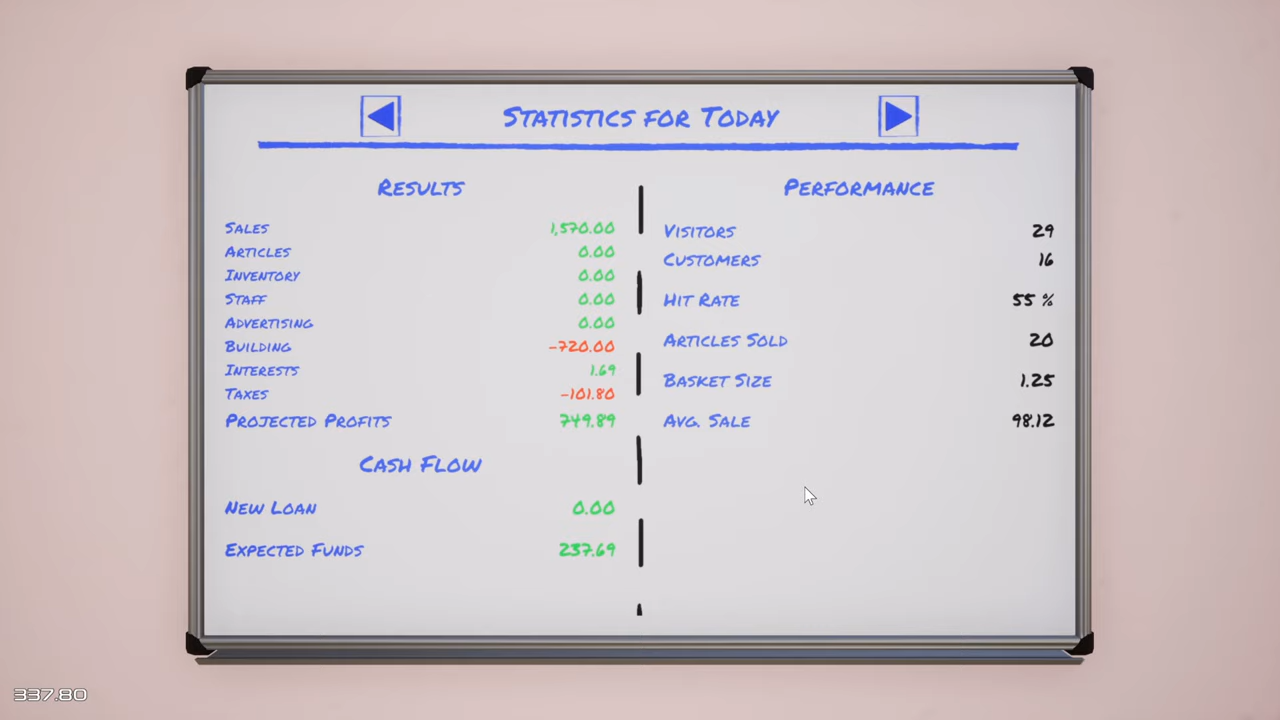 Statistics for Today
Results
Sales 1,570.00
Articles 0.00
Inventory 0.00
Staff 0.00
Advertising 0.00
Building -720.00
Interests 1.69
Taxes -101.80
Projected Profits 749.89
Cash Flow
New Loan 0.00
Expected Funds 237.69
Performance
Visitors 29
Customers 16
Hit Rate 55 %
Articles Sold 20
Basket Size 1.25
Avg. Sale 98.12
337.80